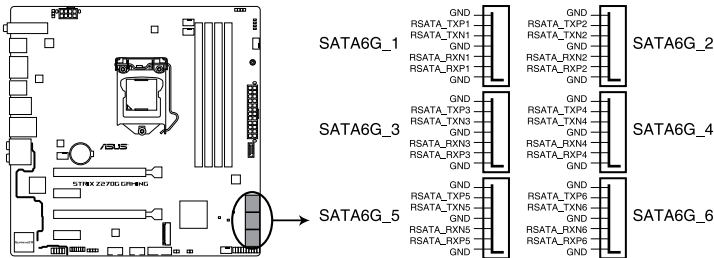 SATA6G_1
GND
RSATA_TXP1
RSATA_TXN1
GND
RSATA_RXN1
RSATA_RXP1
GND
GND
RSATA_TXP2
RSATA_TXN2
GND
RSATA_RXN2
RSATA_RXP2
GND
SATA6G_2
SATA6G_3
GND
RSATA_TXP3
RSATA_TXN3
GND
RSATA_RXN3
RSATA_RXP3
GND
GND
RSATA_TXP4
RSATA_TXN4
GND
RSATA_RXN4
RSATA_RXP4
GND
SATA6G_4
SATA6G_5
GND
RSATA_TXP5
RSATA_TXN5
GND
RSATA_RXN5
RSATA_RXP5
GND
GND
RSATA_TXP6
RSATA_TXN6
GND
RSATA_RXN6
RSATA_RXP6
GND
SATA6G_6
ASUS
STRIX Z270G GAMING